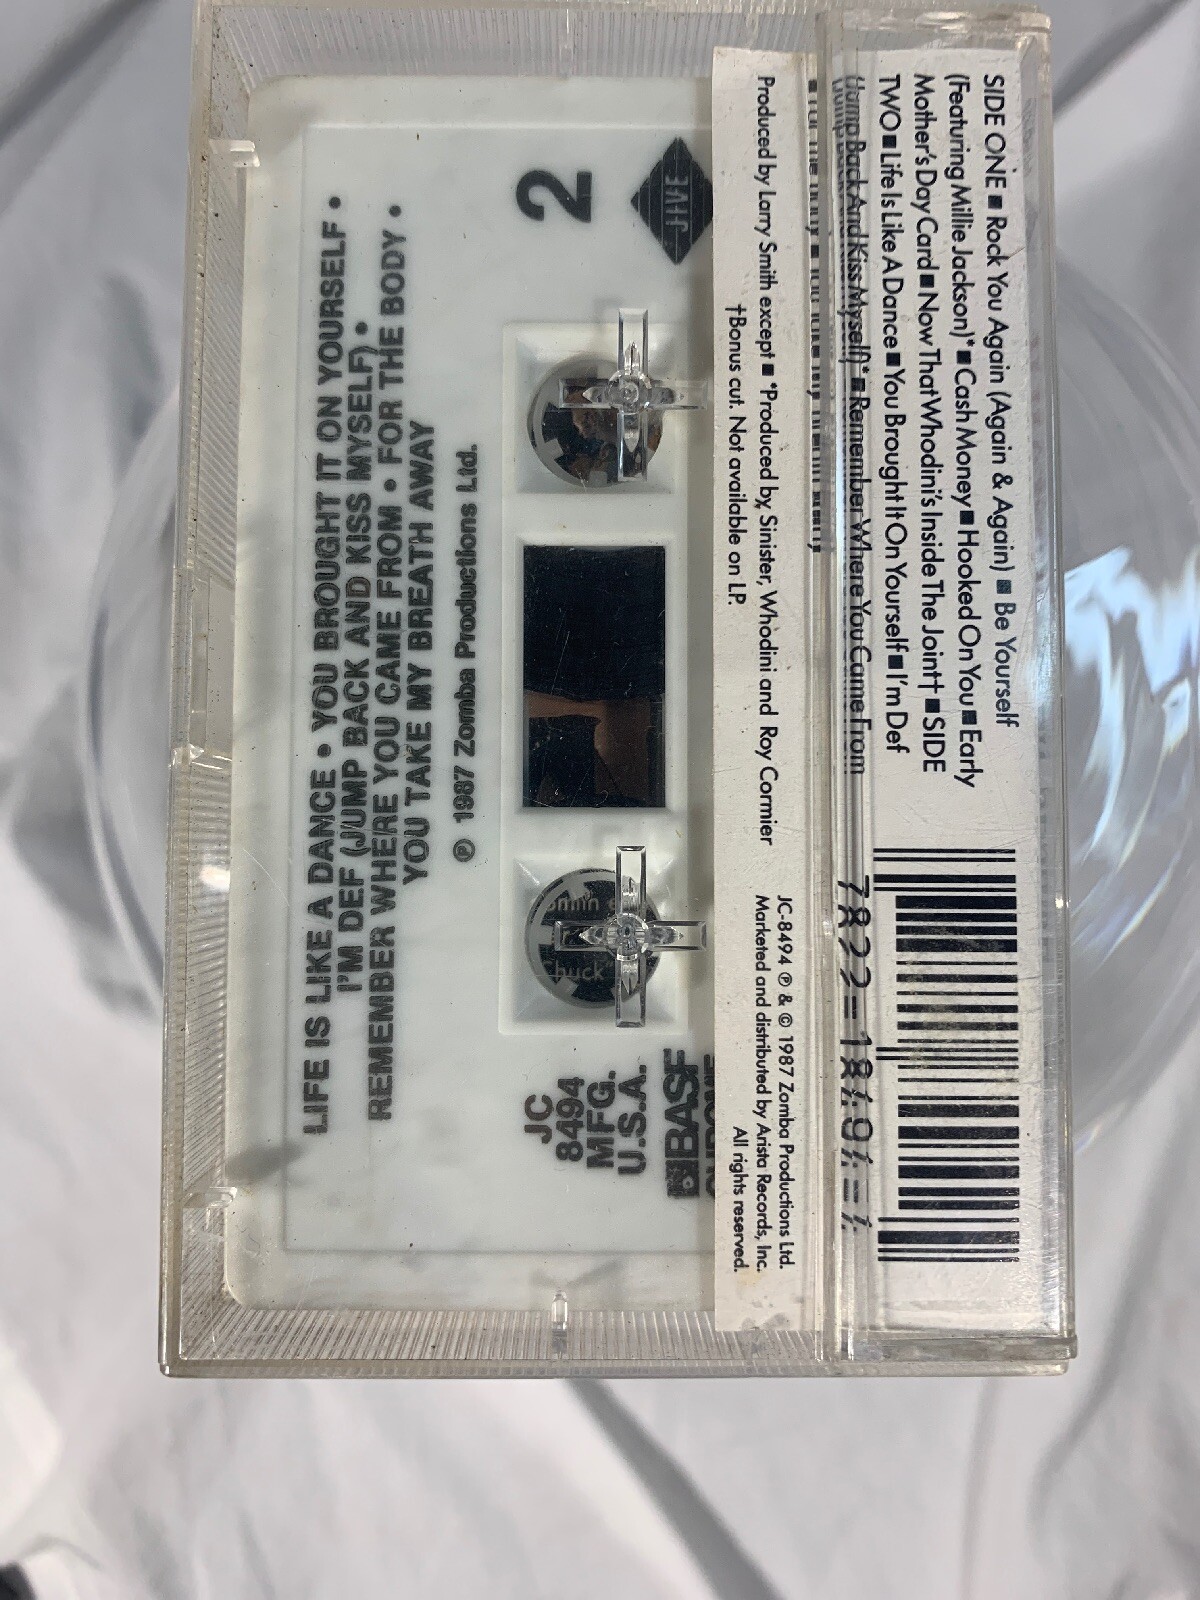 SIDE ONE ■ Rock You Again (Again & Again) ■ Be Yourself
(Featuring Millie Jackson)* ■ Cash Money ■ Hooked On You ■ Early
Mother's Day Card ■ Now That Whodini's Inside The Joint† ■ SIDE
TWO ■ Life Is Like A Dance ■ You Brought It On Yourself ■ I'm Def
(Jump Back And Kiss Myself)* ■ Remember Where You Came From
Produced by Larry Smith except ■ *Produced by, Sinister, Whodini and Roy Cormier
†Bonus cut. Not available on LP.
JC-8494 ℗ & © 1987 Zomba Productions Ltd.
Marketed and distributed by Arista Records, Inc.
All rights reserved.
JIVE
2
BASF
JC
8494
MFG.
U.S.A.
LIFE IS LIKE A DANCE • YOU BROUGHT IT ON YOURSELF •
I'M DEF (JUMP BACK AND KISS MYSELF) •
REMEMBER WHERE YOU CAME FROM • FOR THE BODY •
YOU TAKE MY BREATH AWAY
℗ 1987 Zomba Productions Ltd.
Chuck